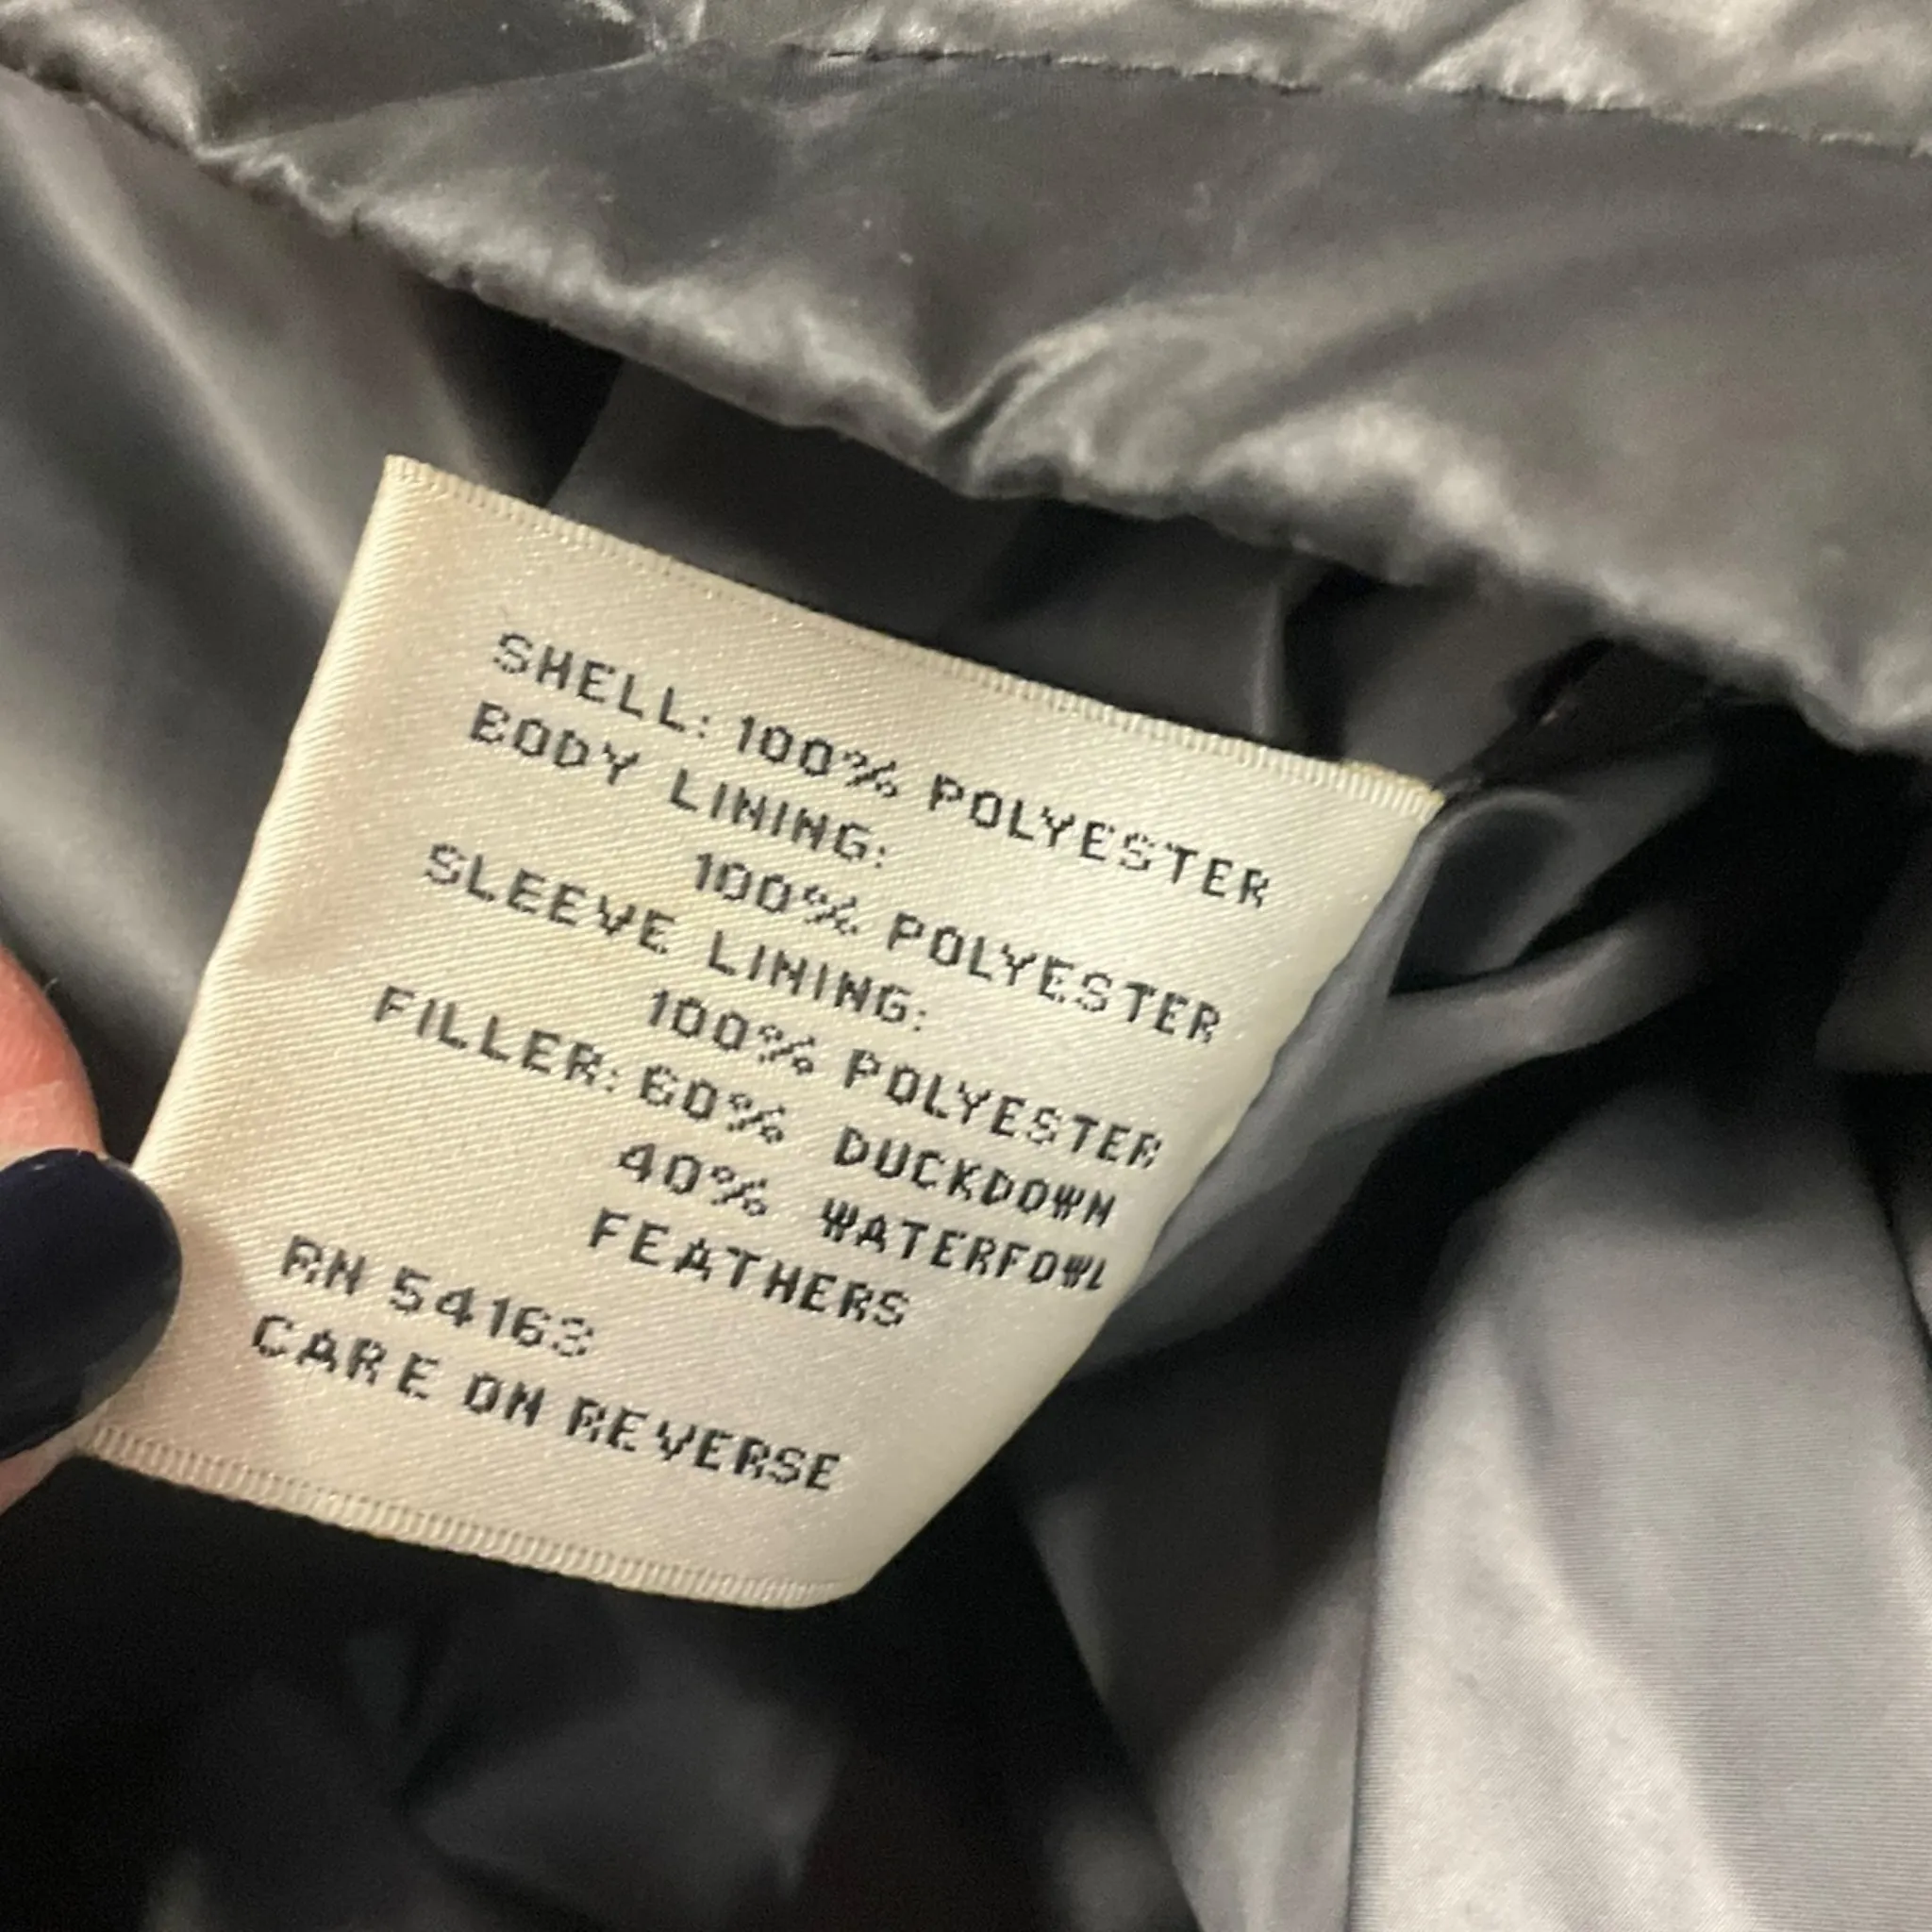 SHELL: 100% POLYESTER
BODY LINING:
100% POLYESTER
SLEEVE LINING:
100% POLYESTER
FILLER: 60% DUCKDOWN
40% WATERFOWL
FEATHERS
RN 54163
CARE ON REVERSE